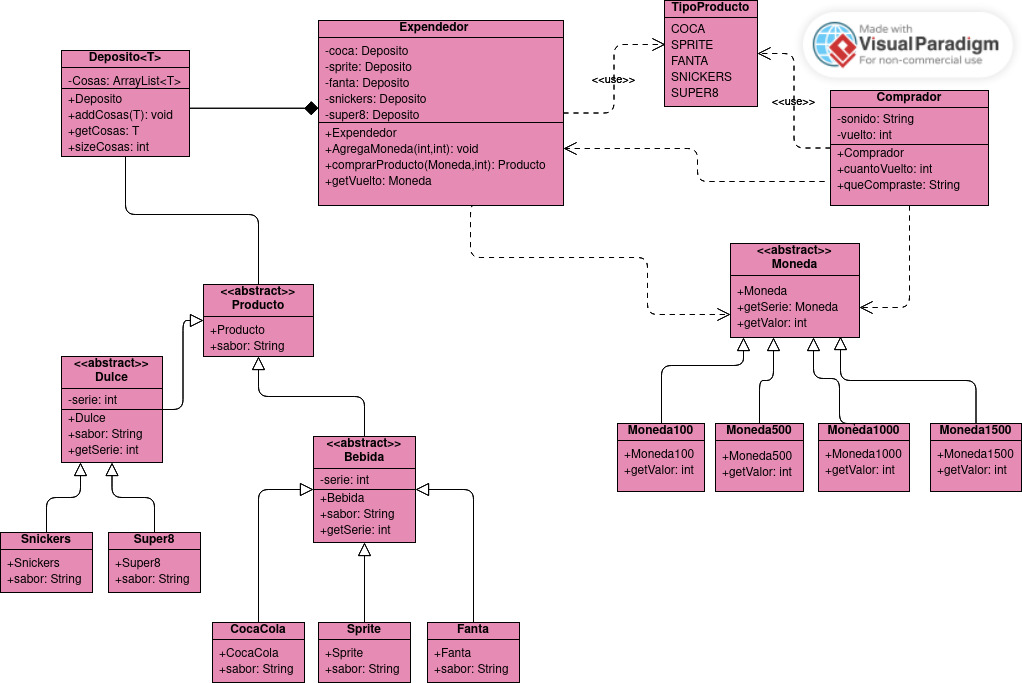 Deposito<T>
-Cosas: ArrayList<T>
+Deposito
+addCosas(T): void
+getCosas: T
+sizeCosas: int
Expendedor
-coca: Deposito
-sprite: Deposito
-fanta: Deposito
-snickers: Deposito
-super8: Deposito
+Expendedor
+AgregaMoneda(int,int): void
+comprarProducto(Moneda,int): Producto
+getVuelto: Moneda
<<use>>
TipoProducto
COCA
SPRITE
FANTA
SNICKERS
SUPER8
<<use>>
Made with
Visual Paradigm
For non-commercial use
Comprador
-sonido: String
-vuelto: int
+Comprador
+cuantoVuelto: int
+queCompraste: String
<<abstract>>
Moneda
+Moneda
+getSerie: Moneda
+getValor: int
<<abstract>>
Producto
+Producto
+sabor: String
<<abstract>>
Dulce
-serie: int
+Dulce
+sabor: String
+getSerie: int
<<abstract>>
Bebida
-serie: int
+Bebida
+sabor: String
+getSerie: int
Moneda100
+Moneda100
+getValor: int
Moneda500
+Moneda500
+getValor: int
Moneda1000
+Moneda1000
+getValor: int
Moneda1500
+Moneda1500
+getValor: int
Snickers
+Snickers
+sabor: String
Super8
+Super8
+sabor: String
CocaCola
+CocaCola
+sabor: String
Sprite
+Sprite
+sabor: String
Fanta
+Fanta
+sabor: String